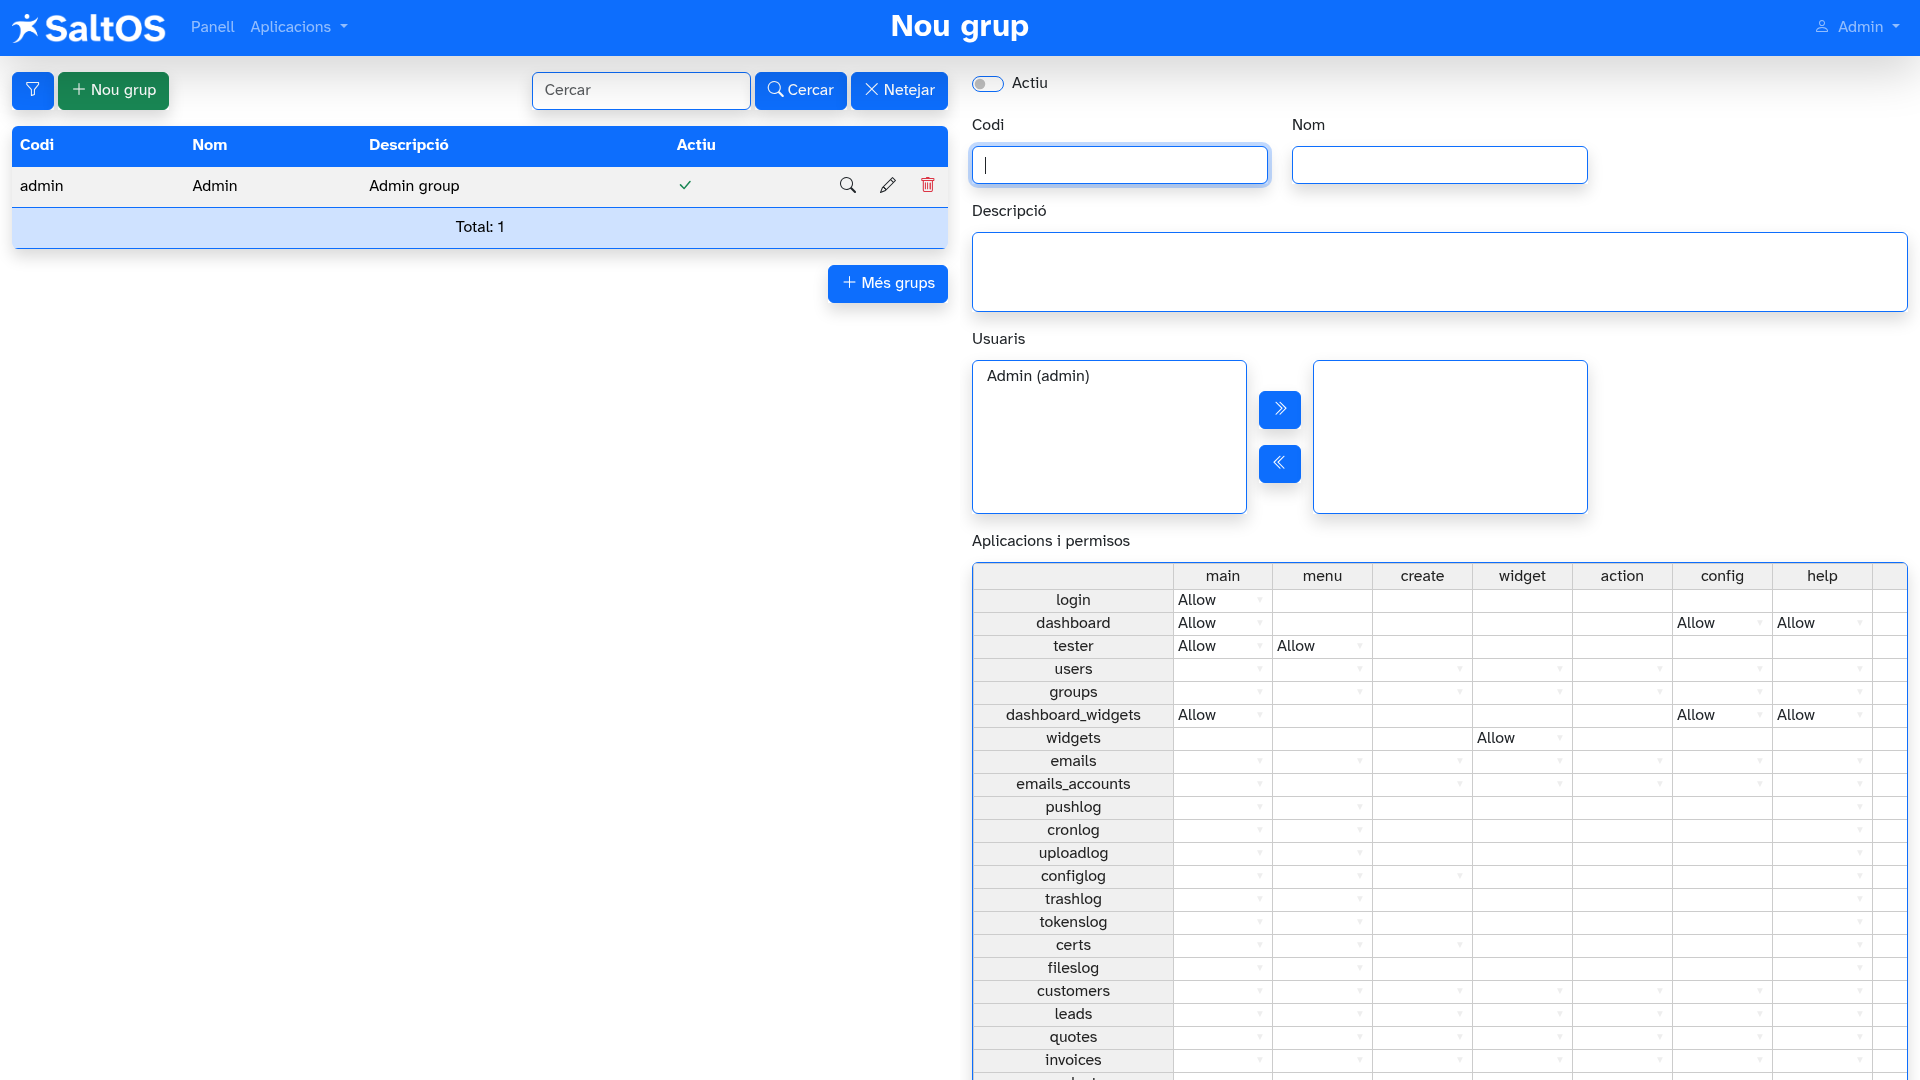 SaltOS Panell Aplicacions Nou grup Admin
Nou grup Cercar Cercar Netejar
Codi Nom Descripció Actiu
admin Admin Admin group
Total: 1
Més grups
Actiu
Codi Nom
Descripció
Usuaris
Admin (admin)
Aplicacions i permisos
main menu create widget action config help
login Allow
dashboard Allow Allow Allow
tester Allow Allow
users
groups
dashboard_widgets Allow Allow Allow
widgets Allow
emails
emails_accounts
pushlog
cronlog
uploadlog
configlog
trashlog
tokenslog
certs
fileslog
customers
leads
quotes
invoices